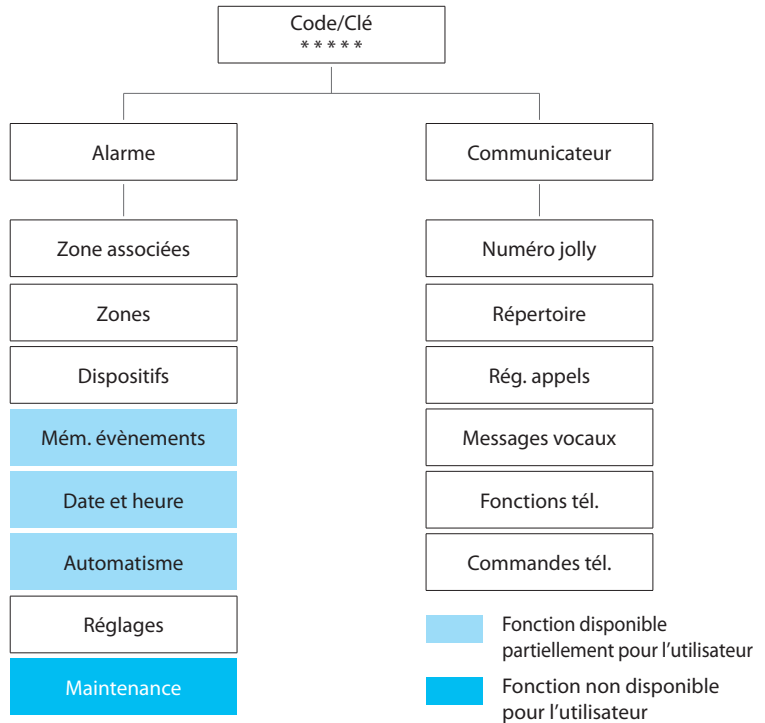 Code/Clé
* * * * *
Alarme
Communicateur
Zone associées
Zones
Dispositifs
Mém. évènements
Date et heure
Automatisme
Réglages
Maintenance
Numéro jolly
Répertoire
Rég. appels
Messages vocaux
Fonctions tél.
Commandes tél.
Fonction disponible
partiellement pour l’utilisateur
Fonction non disponible
pour l’utilisateur